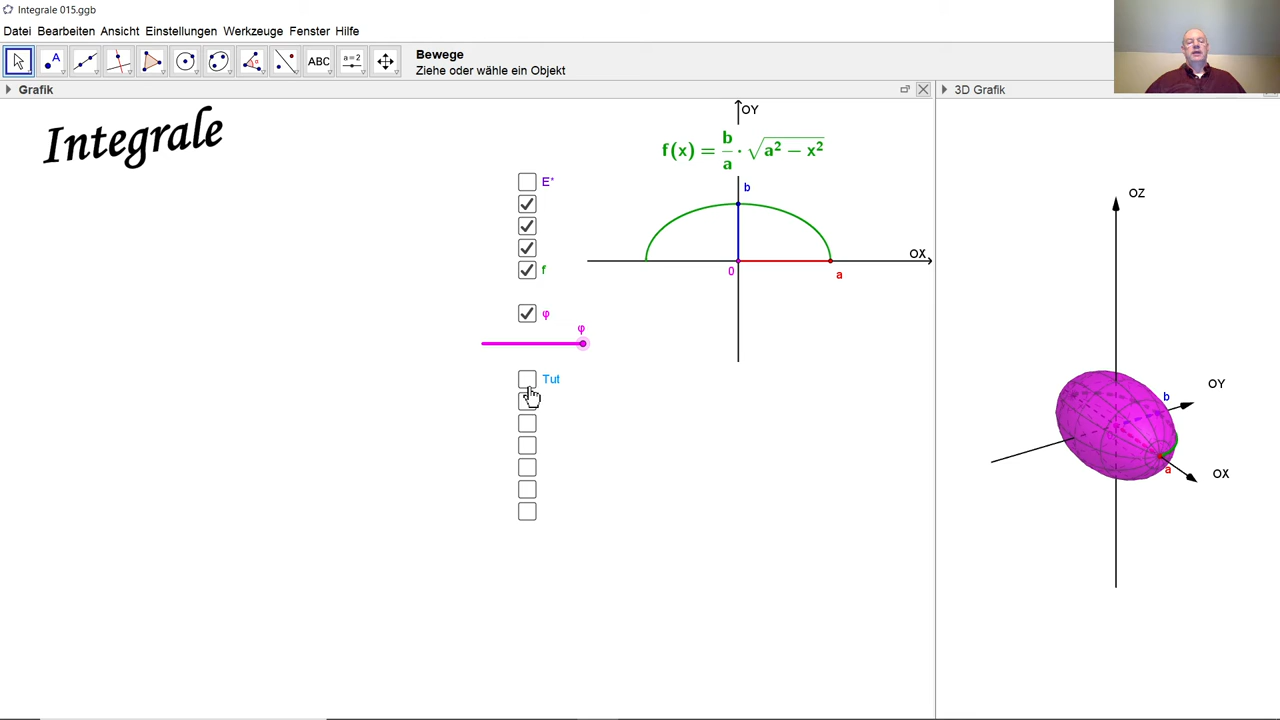 Integrale 015.ggb
Datei Bearbeiten Ansicht Einstellungen Werkzeuge Fenster Hilfe
A ABC a=2
Bewege
Ziehe oder wähle ein Objekt
Grafik
3D Grafik
Integrale
OY
f(x) = b/a · √(a² − x²)
E*
b
f
OX
0
a
φ
φ
Tut
OZ
OY
b
0
OX
a